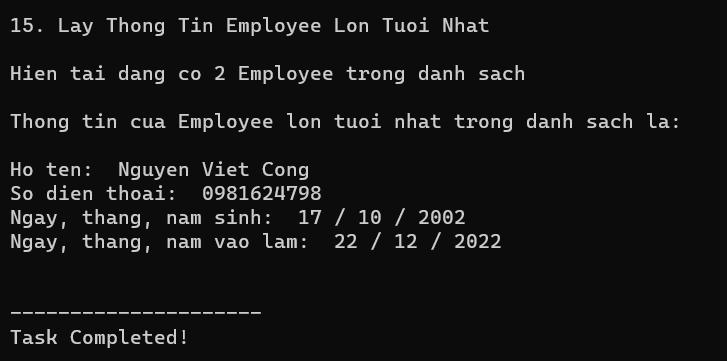 15. Lay Thong Tin Employee Lon Tuoi Nhat
Hien tai dang co 2 Employee trong danh sach
Thong tin cua Employee lon tuoi nhat trong danh sach la:
Ho ten:  Nguyen Viet Cong
So dien thoai:  0981624798
Ngay, thang, nam sinh:  17 / 10 / 2002
Ngay, thang, nam vao lam:  22 / 12 / 2022
---------------------
Task Completed!